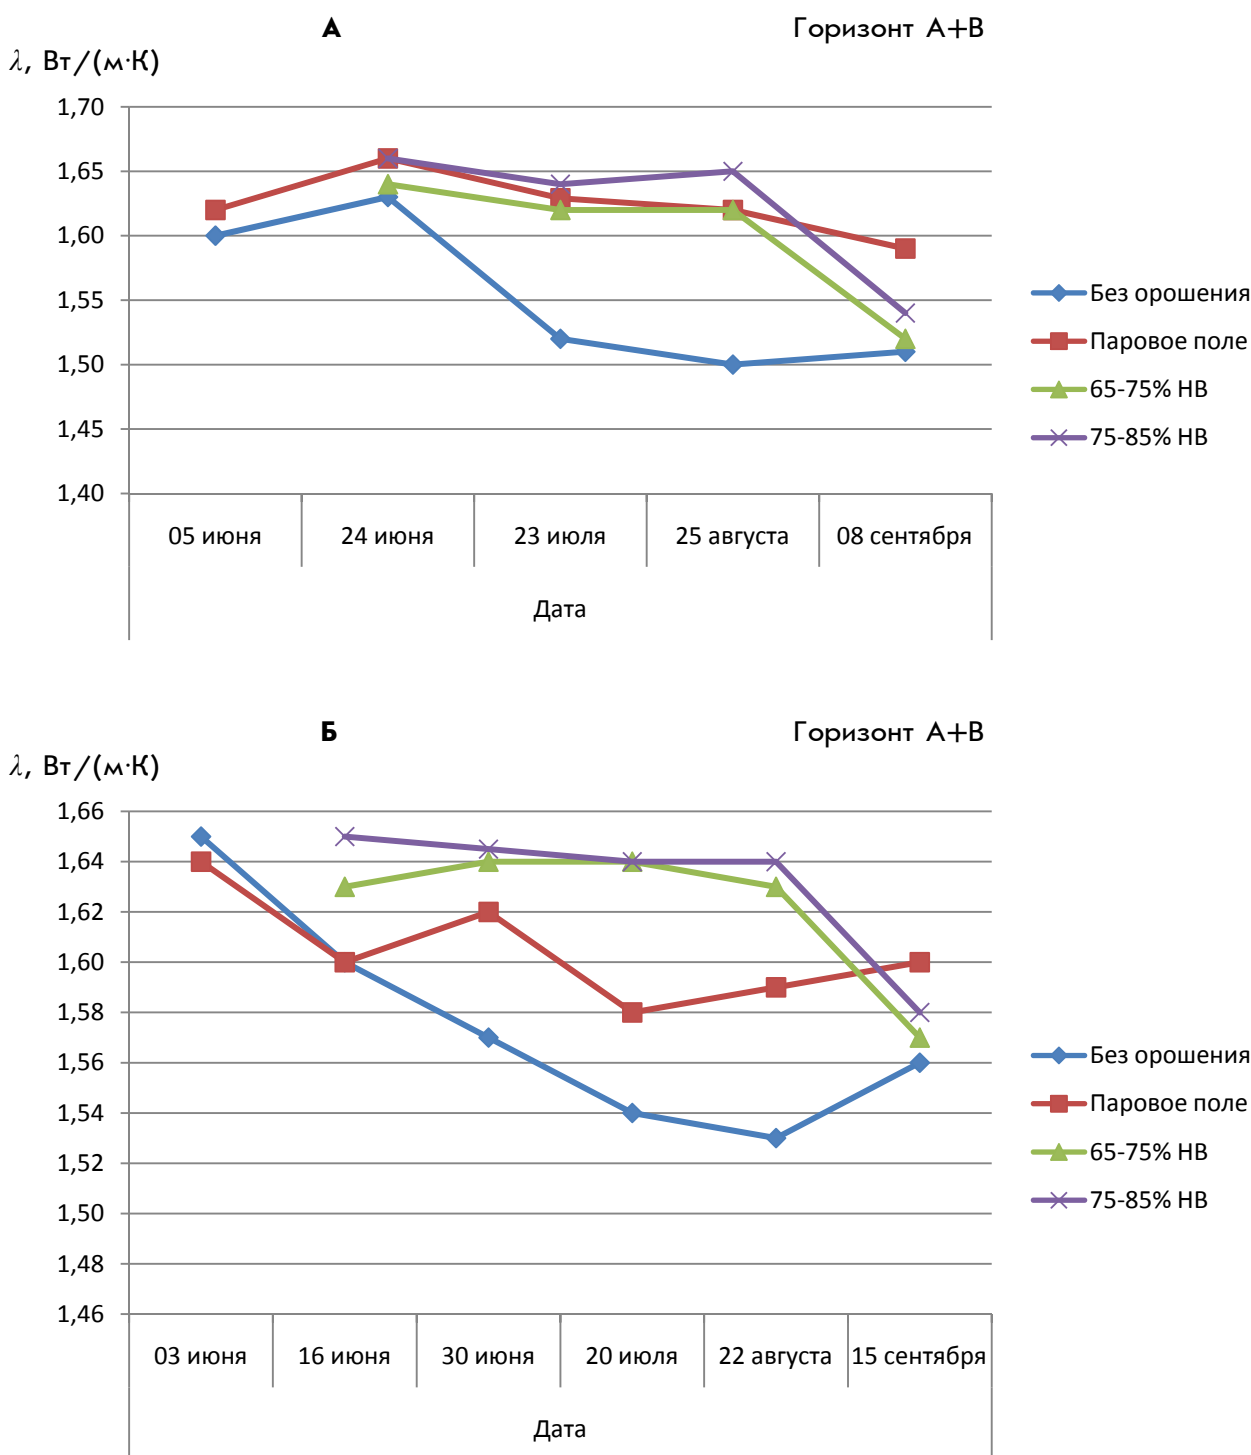 А
Горизонт А+В
λ, Вт/(м·К)
1,70
1,65
1,60
1,55
1,50
1,45
1,40
05 июня
24 июня
23 июля
25 августа
08 сентября
Дата
Без орошения
Паровое поле
65-75% НВ
75-85% НВ
Б
Горизонт А+В
λ, Вт/(м·К)
1,66
1,64
1,62
1,60
1,58
1,56
1,54
1,52
1,50
1,48
1,46
03 июня
16 июня
30 июня
20 июля
22 августа
15 сентября
Дата
Без орошения
Паровое поле
65-75% НВ
75-85% НВ